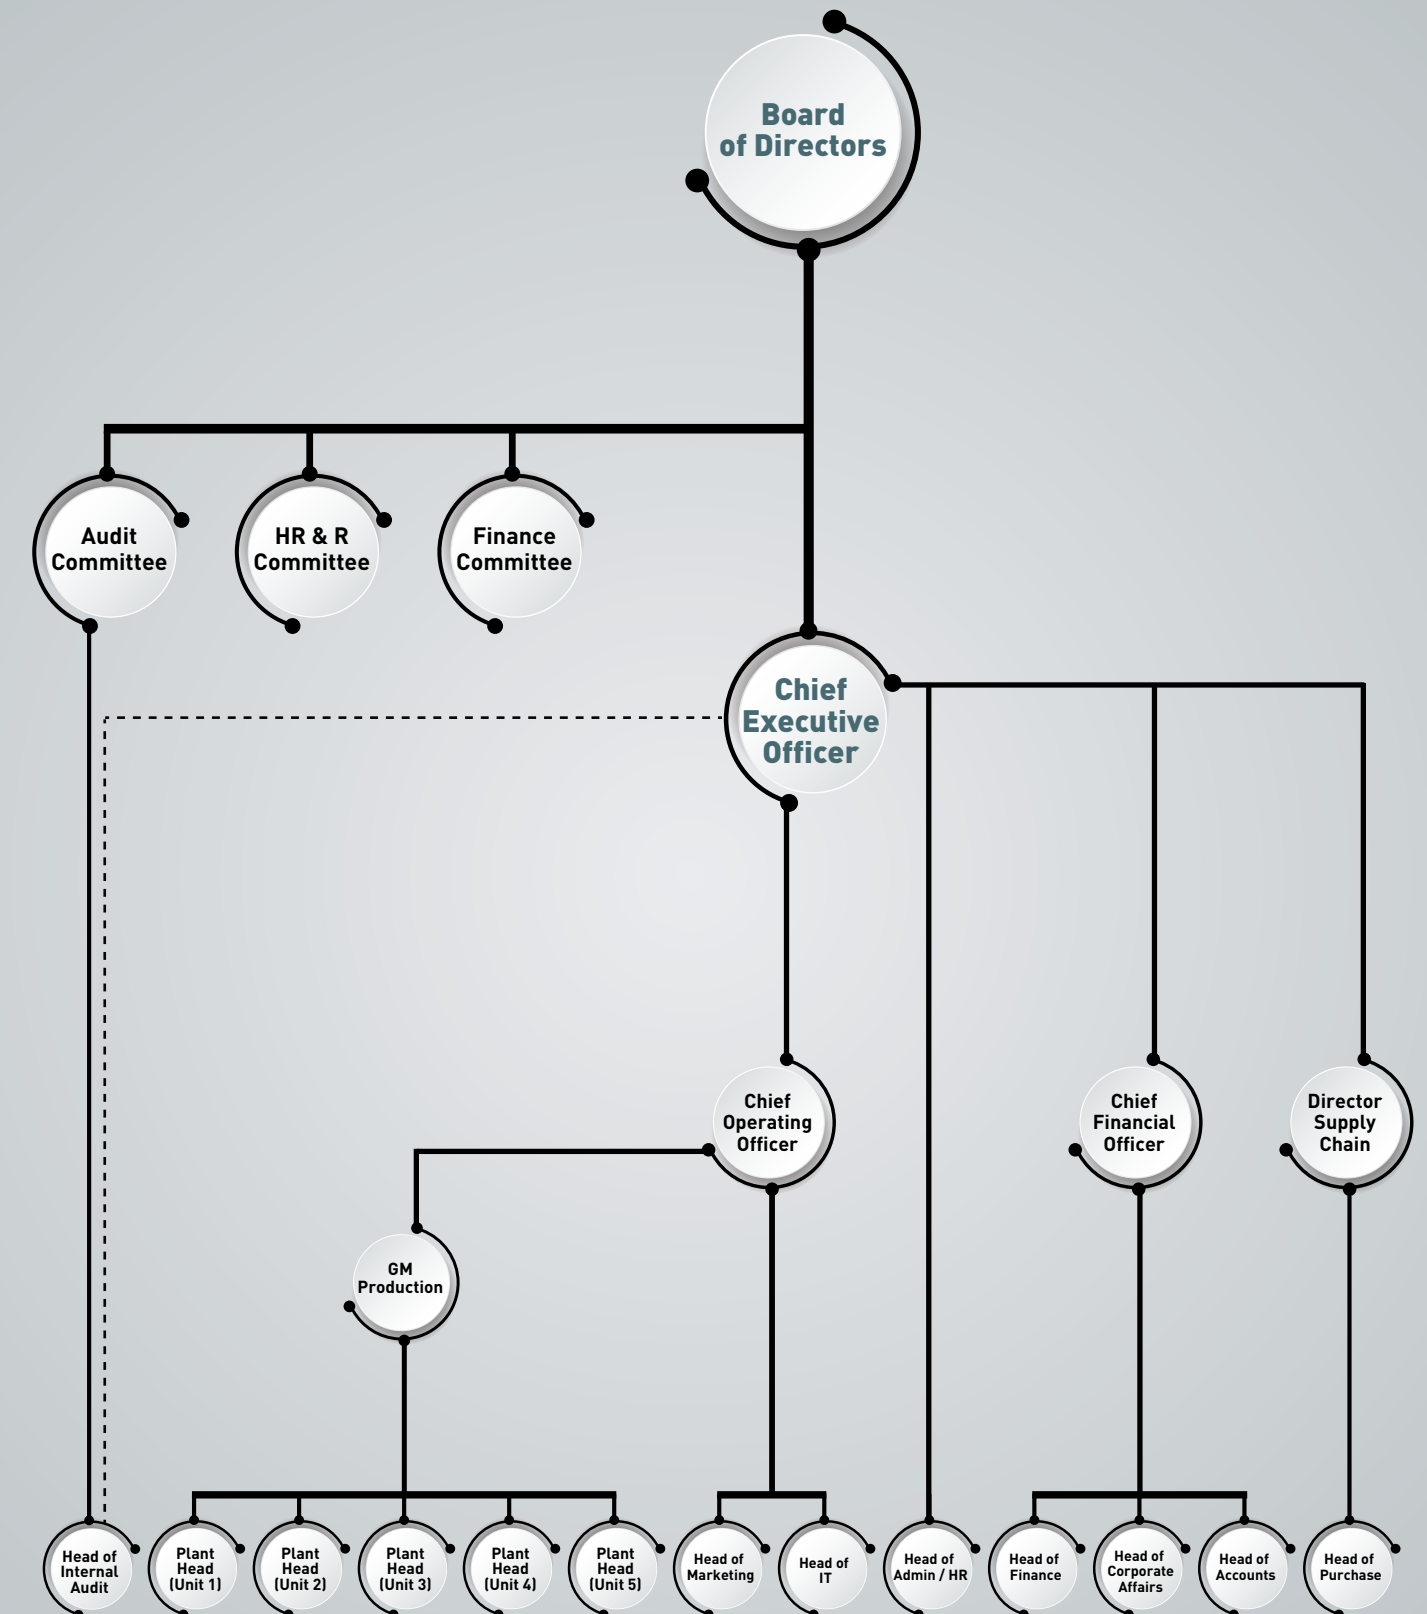 Board
of Directors
Audit
Committee
HR & R
Committee
Finance
Committee
Chief
Executive
Officer
Chief
Operating
Officer
Chief
Financial
Officer
Director
Supply
Chain
GM
Production
Head of
Internal
Audit
Plant
Head
(Unit 1)
Plant
Head
(Unit 2)
Plant
Head
(Unit 3)
Plant
Head
(Unit 4)
Plant
Head
(Unit 5)
Head of
Marketing
Head of
IT
Head of
Admin / HR
Head of
Finance
Head of
Corporate
Affairs
Head of
Accounts
Head of
Purchase